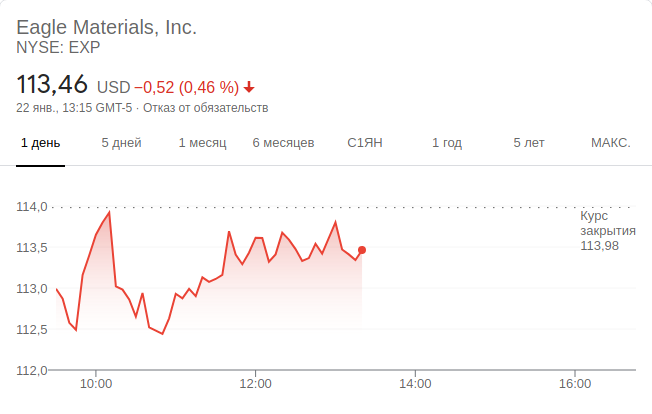 Eagle Materials, Inc.
NYSE: EXP
113,46 USD −0,52 (0,46 %)
22 янв., 13:15 GMT-5 · Отказ от обязательств
1 день 5 дней 1 месяц 6 месяцев С1ЯН 1 год 5 лет МАКС.
114,0
Курс
закрытия
113,98
113,5
113,0
112,5
112,0
10:00 12:00 14:00 16:00